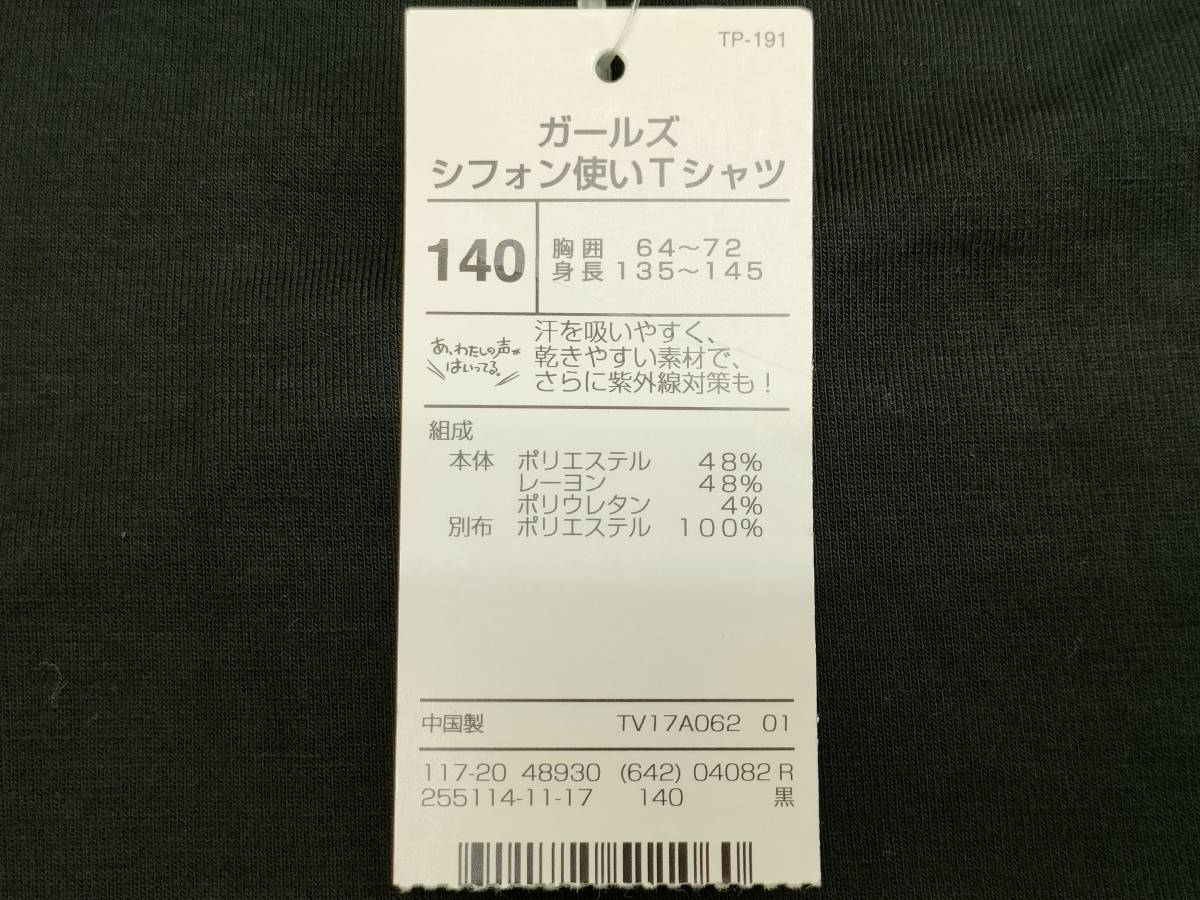 TP-191
ガールズ
シフォン使いTシャツ
140
胸囲 64～72
身長 135～145
あ、わたしの声が
はいってる。
汗を吸いやすく、
乾きやすい素材で、
さらに紫外線対策も！
組成
本体 ポリエステル 48%
レーヨン 48%
ポリウレタン 4%
別布 ポリエステル 100%
中国製 TV17A062 01
117-20 48930 (642) 04082 R
255114-11-17 140 黒